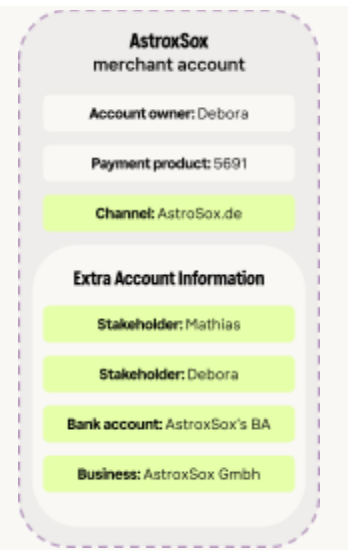 AstroxSox
merchant account
Account owner: Debora
Payment product: 5691
Channel: AstroSox.de
Extra Account Information
Stakeholder: Mathias
Stakeholder: Debora
Bank account: AstroxSox's BA
Business: AstroxSox Gmbh